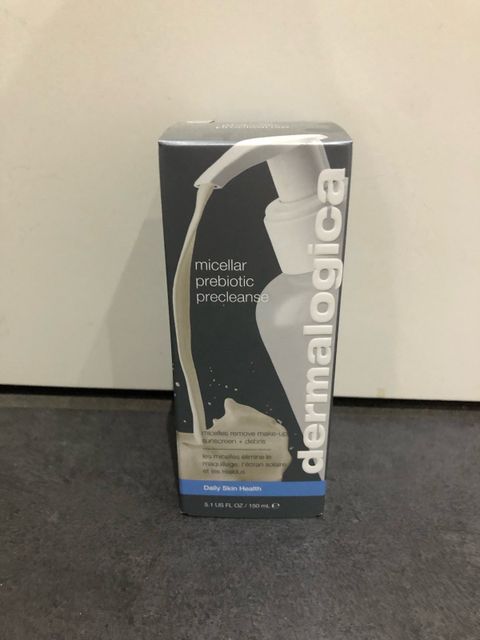 micellar
prebiotic
precleanse
dermalogica
micelles remove make-up,
sunscreen + debris
les micelles élimine le
maquillage, l'écran solaire
et les résidus
Daily Skin Health
5.1 US FL OZ / 150 mL ℮